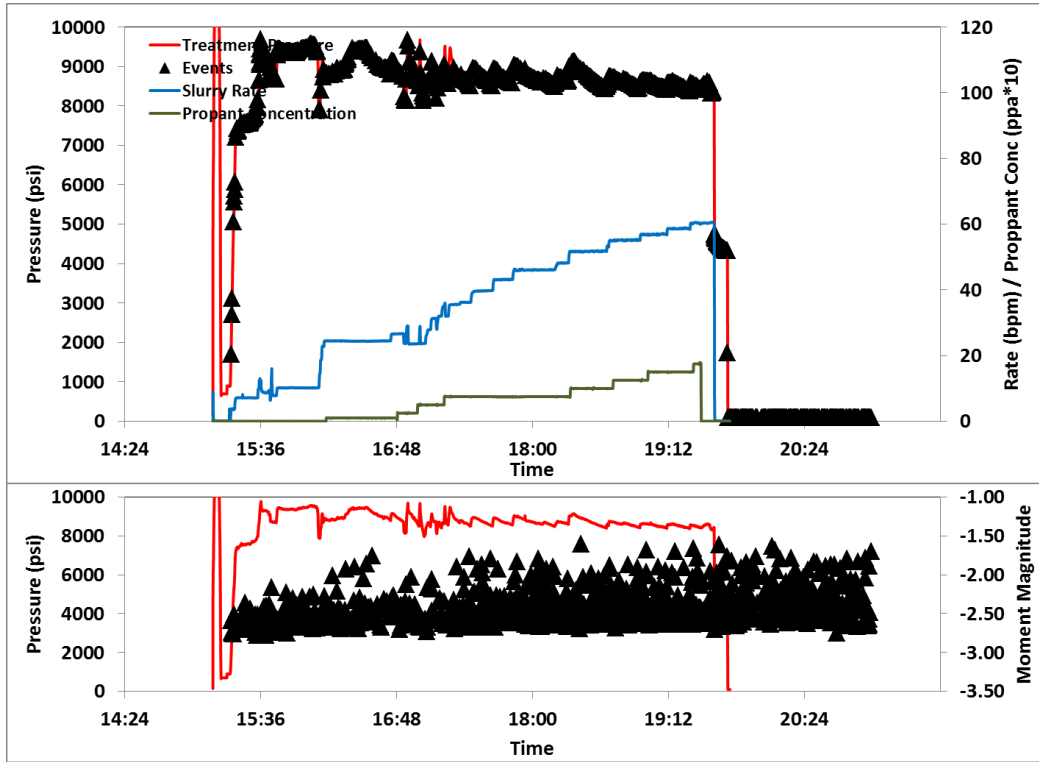 10000
9000
8000
7000
6000
5000
4000
3000
2000
1000
0
Pressure (psi)
Treatment Pressure
Events
Slurry Rate
Propant Concentration
120
100
80
60
40
20
0
Rate (bpm) / Proppant Conc (ppa*10)
14:24 15:36 16:48 18:00 19:12 20:24
Time
10000
8000
6000
4000
2000
0
Pressure (psi)
-1.00
-1.50
-2.00
-2.50
-3.00
-3.50
Moment Magnitude
14:24 15:36 16:48 18:00 19:12 20:24
Time